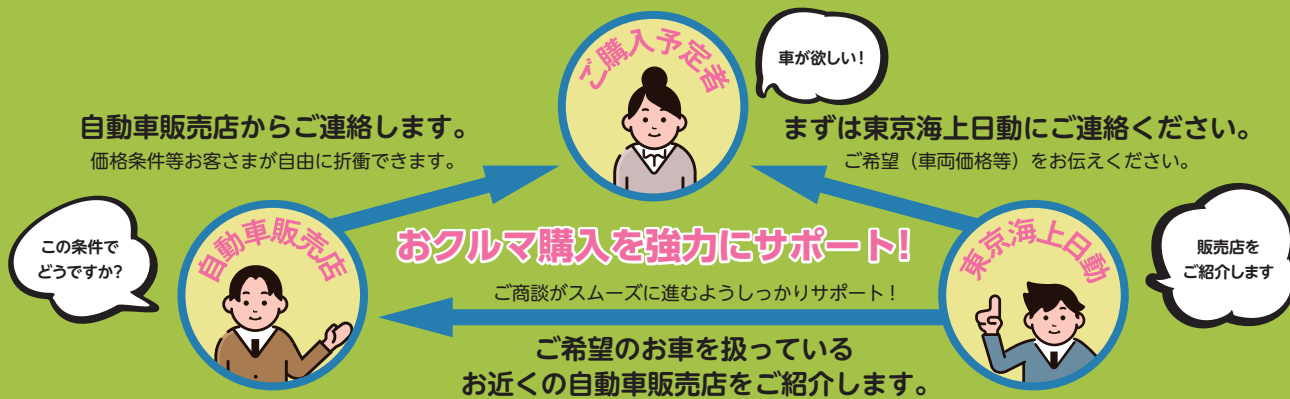 ご購入予定者
車が欲しい!
自動車販売店からご連絡します。
価格条件等お客さまが自由に折衝できます。
まずは東京海上日動にご連絡ください。
ご希望（車両価格等）をお伝えください。
この条件で
どうですか?
自動車販売店
おクルマ購入を強力にサポート!
東京海上日動
販売店を
ご紹介します
ご商談がスムーズに進むようしっかりサポート!
ご希望のお車を扱っている
お近くの自動車販売店をご紹介します。